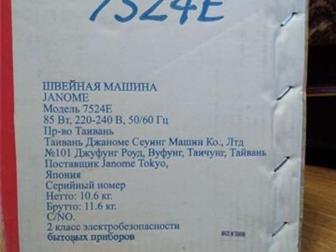 7524E
ШВЕЙНАЯ МАШИНА
JANOME
Модель 7524E
85 Вт, 220-240 В, 50/60 Гц
Пр-во Тайвань
Тайвань Джаноме Сеуинг Машин Ко., Лтд
№101 Джуфунг Роуд, Вуфунг, Таичунг, Тайвань
Поставщик Janome Tokyo,
Япония
Серийный номер
Нетто: 10.6 кг.
Брутто: 11.6 кг.
C/NO.
2 класс электробезопасности
бытовых приборов